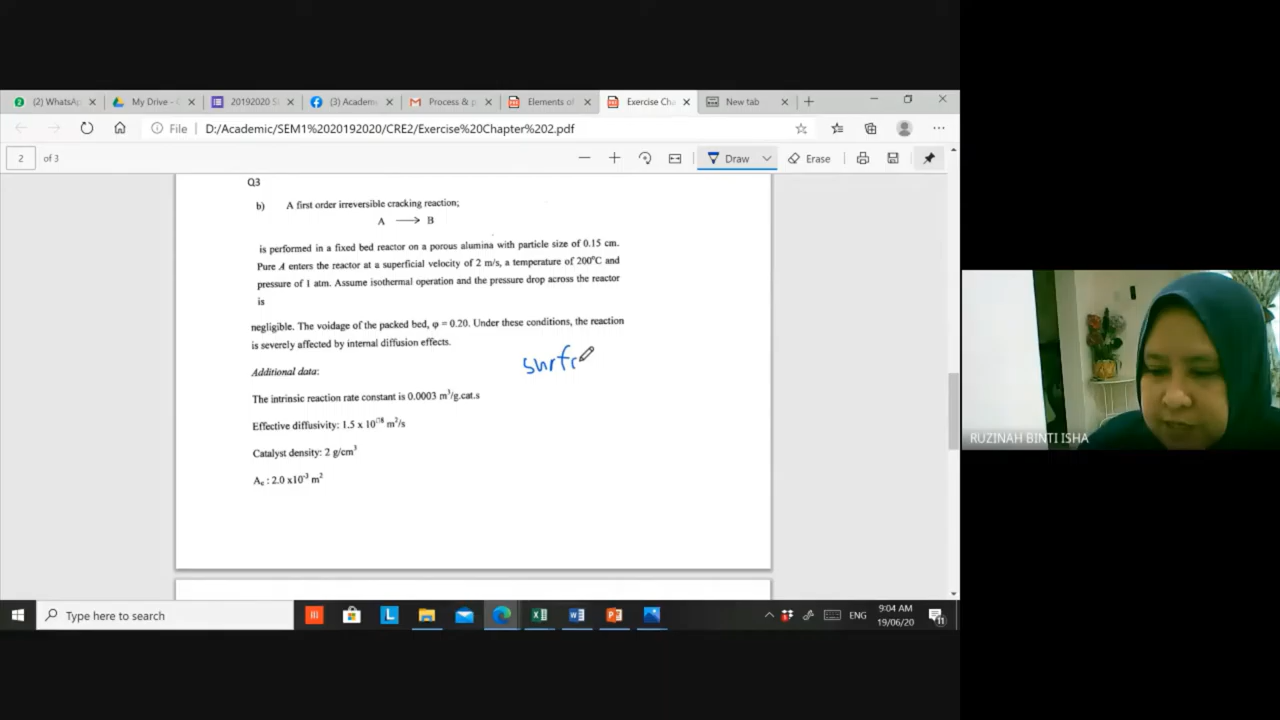 (2) WhatsAp
My Drive -
20192020 S
(3) Academ
Process & p
Elements of
Exercise Cha
New tab
File
D:/Academic/SEM1%2020192020/CRE2/Exercise%20Chapter%202.pdf
2 of 3
Draw
Erase
Q3
b) A first order irreversible cracking reaction;
A → B
is performed in a fixed bed reactor on a porous alumina with particle size of 0.15 cm.
Pure A enters the reactor at a superficial velocity of 2 m/s, a temperature of 200°C and
pressure of 1 atm. Assume isothermal operation and the pressure drop across the reactor
is
negligible. The voidage of the packed bed, φ = 0.20. Under these conditions, the reaction
is severely affected by internal diffusion effects.
Additional data:
The intrinsic reaction rate constant is 0.0003 m³/g.cat.s
Effective diffusivity: 1.5 x 10⁻⁸ m²/s
Catalyst density: 2 g/cm³
Ac : 2.0 x10⁻³ m²
RUZINAH BINTI ISHA
Type here to search
ENG
9:04 AM
19/06/20
11